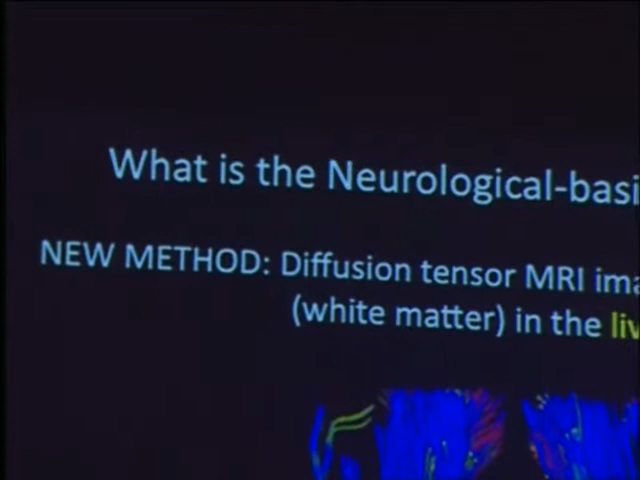 What is the Neurological-basi
NEW METHOD: Diffusion tensor MRI ima
(white matter) in the liv